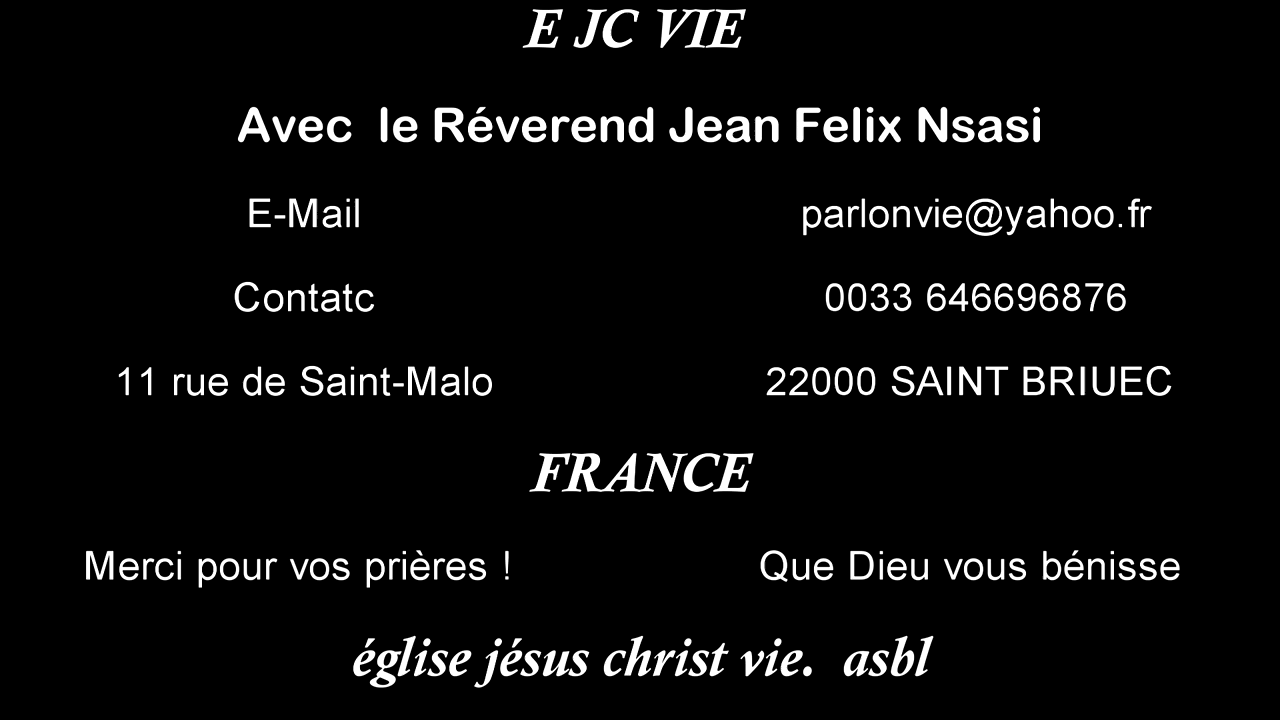 E JC VIE
Avec le Réverend Jean Felix Nsasi
E-Mail parlonvie@yahoo.fr
Contatc 0033 646696876
11 rue de Saint-Malo 22000 SAINT BRIUEC
FRANCE
Merci pour vos prières ! Que Dieu vous bénisse
église jésus christ vie. asbl